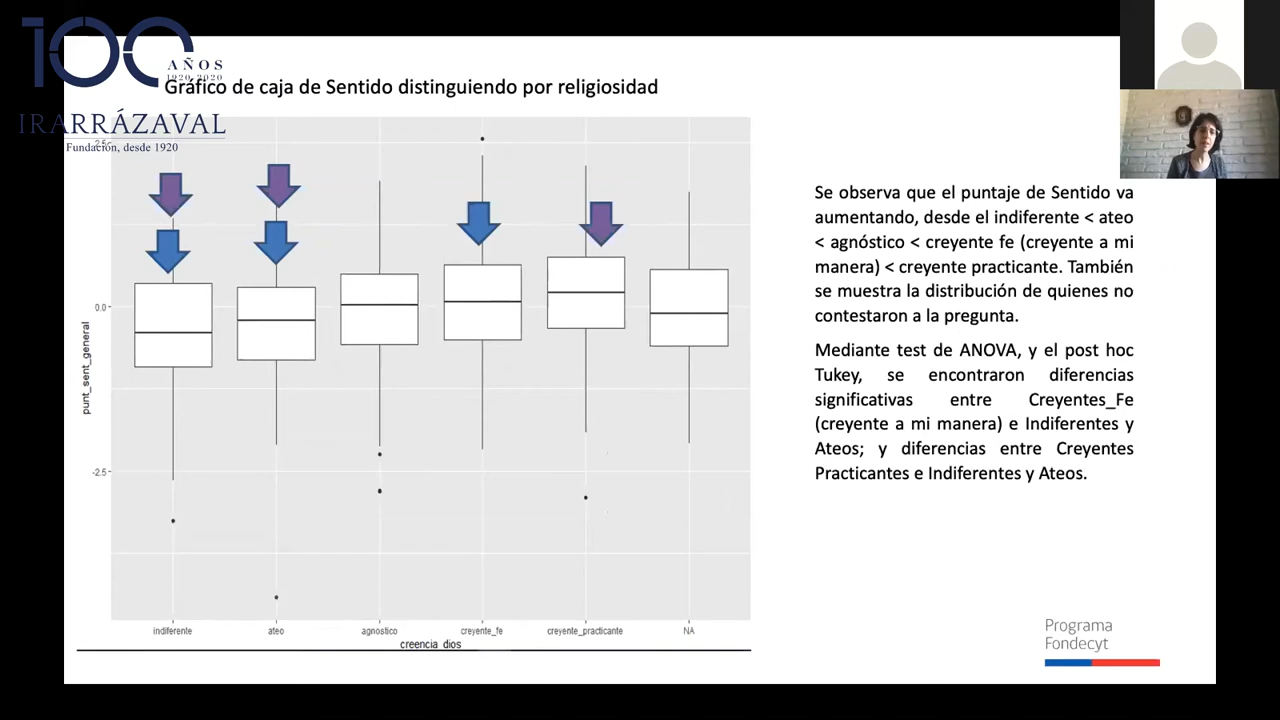 100
AÑOS
1920-2020
IRARRÁZAVAL
Fundación, desde 1920
Gráfico de caja de Sentido distinguiendo por religiosidad
2.5
0.0
-2.5
punt_sent_general
indiferente
ateo
agnostico
creyente_fe
creyente_practicante
NA
creencia_dios
Se observa que el puntaje de Sentido va
aumentando, desde el indiferente < ateo
< agnóstico < creyente fe (creyente a mi
manera) < creyente practicante. También
se muestra la distribución de quienes no
contestaron a la pregunta.
Mediante test de ANOVA, y el post hoc
Tukey, se encontraron diferencias
significativas entre Creyentes_Fe
(creyente a mi manera) e Indiferentes y
Ateos; y diferencias entre Creyentes
Practicantes e Indiferentes y Ateos.
Programa
Fondecyt